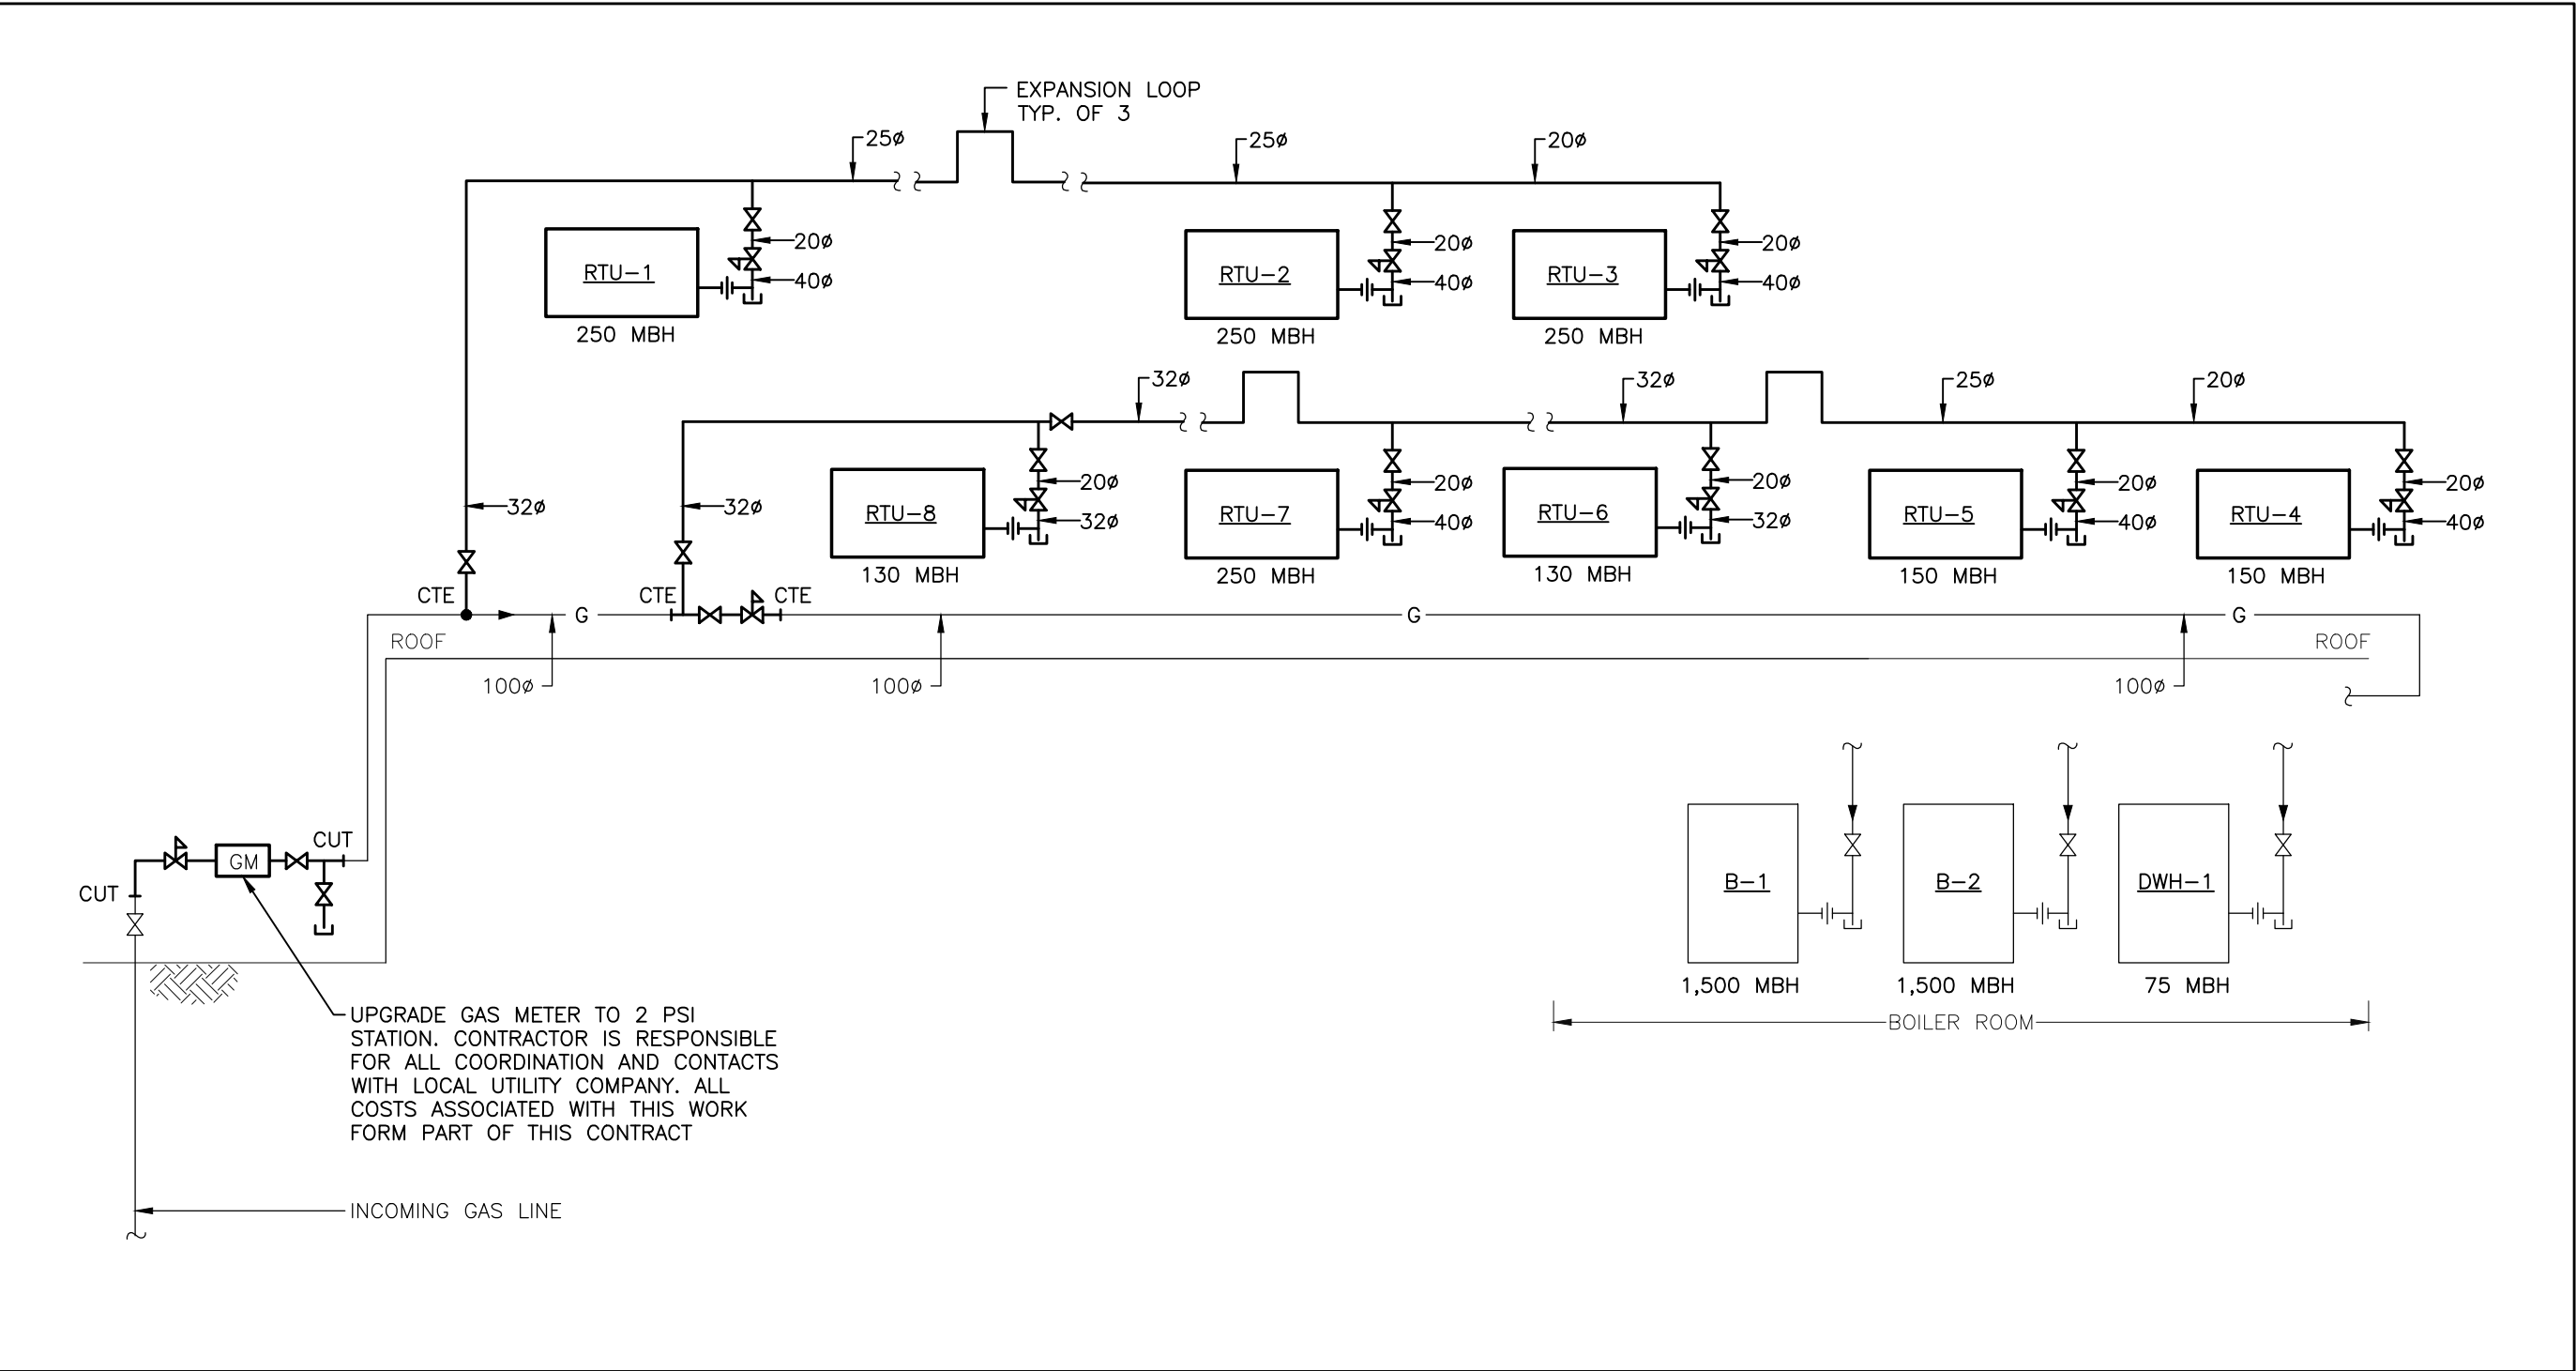 EXPANSION LOOP
TYP. OF 3
25ø
25ø
20ø
20ø
40ø
20ø
40ø
20ø
40ø
RTU-1
RTU-2
RTU-3
250 MBH
250 MBH
250 MBH
32ø
32ø
25ø
20ø
32ø
32ø
20ø
32ø
20ø
40ø
20ø
32ø
20ø
40ø
20ø
40ø
RTU-8
RTU-7
RTU-6
RTU-5
RTU-4
130 MBH
250 MBH
130 MBH
150 MBH
150 MBH
CTE
CTE
CTE
G
G
G
ROOF
ROOF
100ø
100ø
100ø
CUT
GM
CUT
B-1
B-2
DWH-1
1,500 MBH
1,500 MBH
75 MBH
BOILER ROOM
UPGRADE GAS METER TO 2 PSI
STATION. CONTRACTOR IS RESPONSIBLE
FOR ALL COORDINATION AND CONTACTS
WITH LOCAL UTILITY COMPANY. ALL
COSTS ASSOCIATED WITH THIS WORK
FORM PART OF THIS CONTRACT
INCOMING GAS LINE